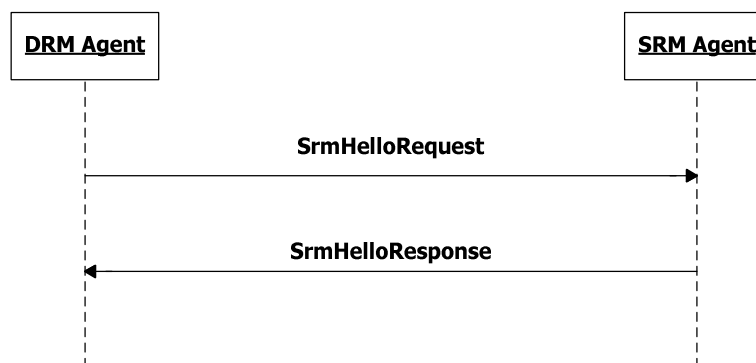 DRM Agent
SRM Agent
SrmHelloRequest
SrmHelloResponse